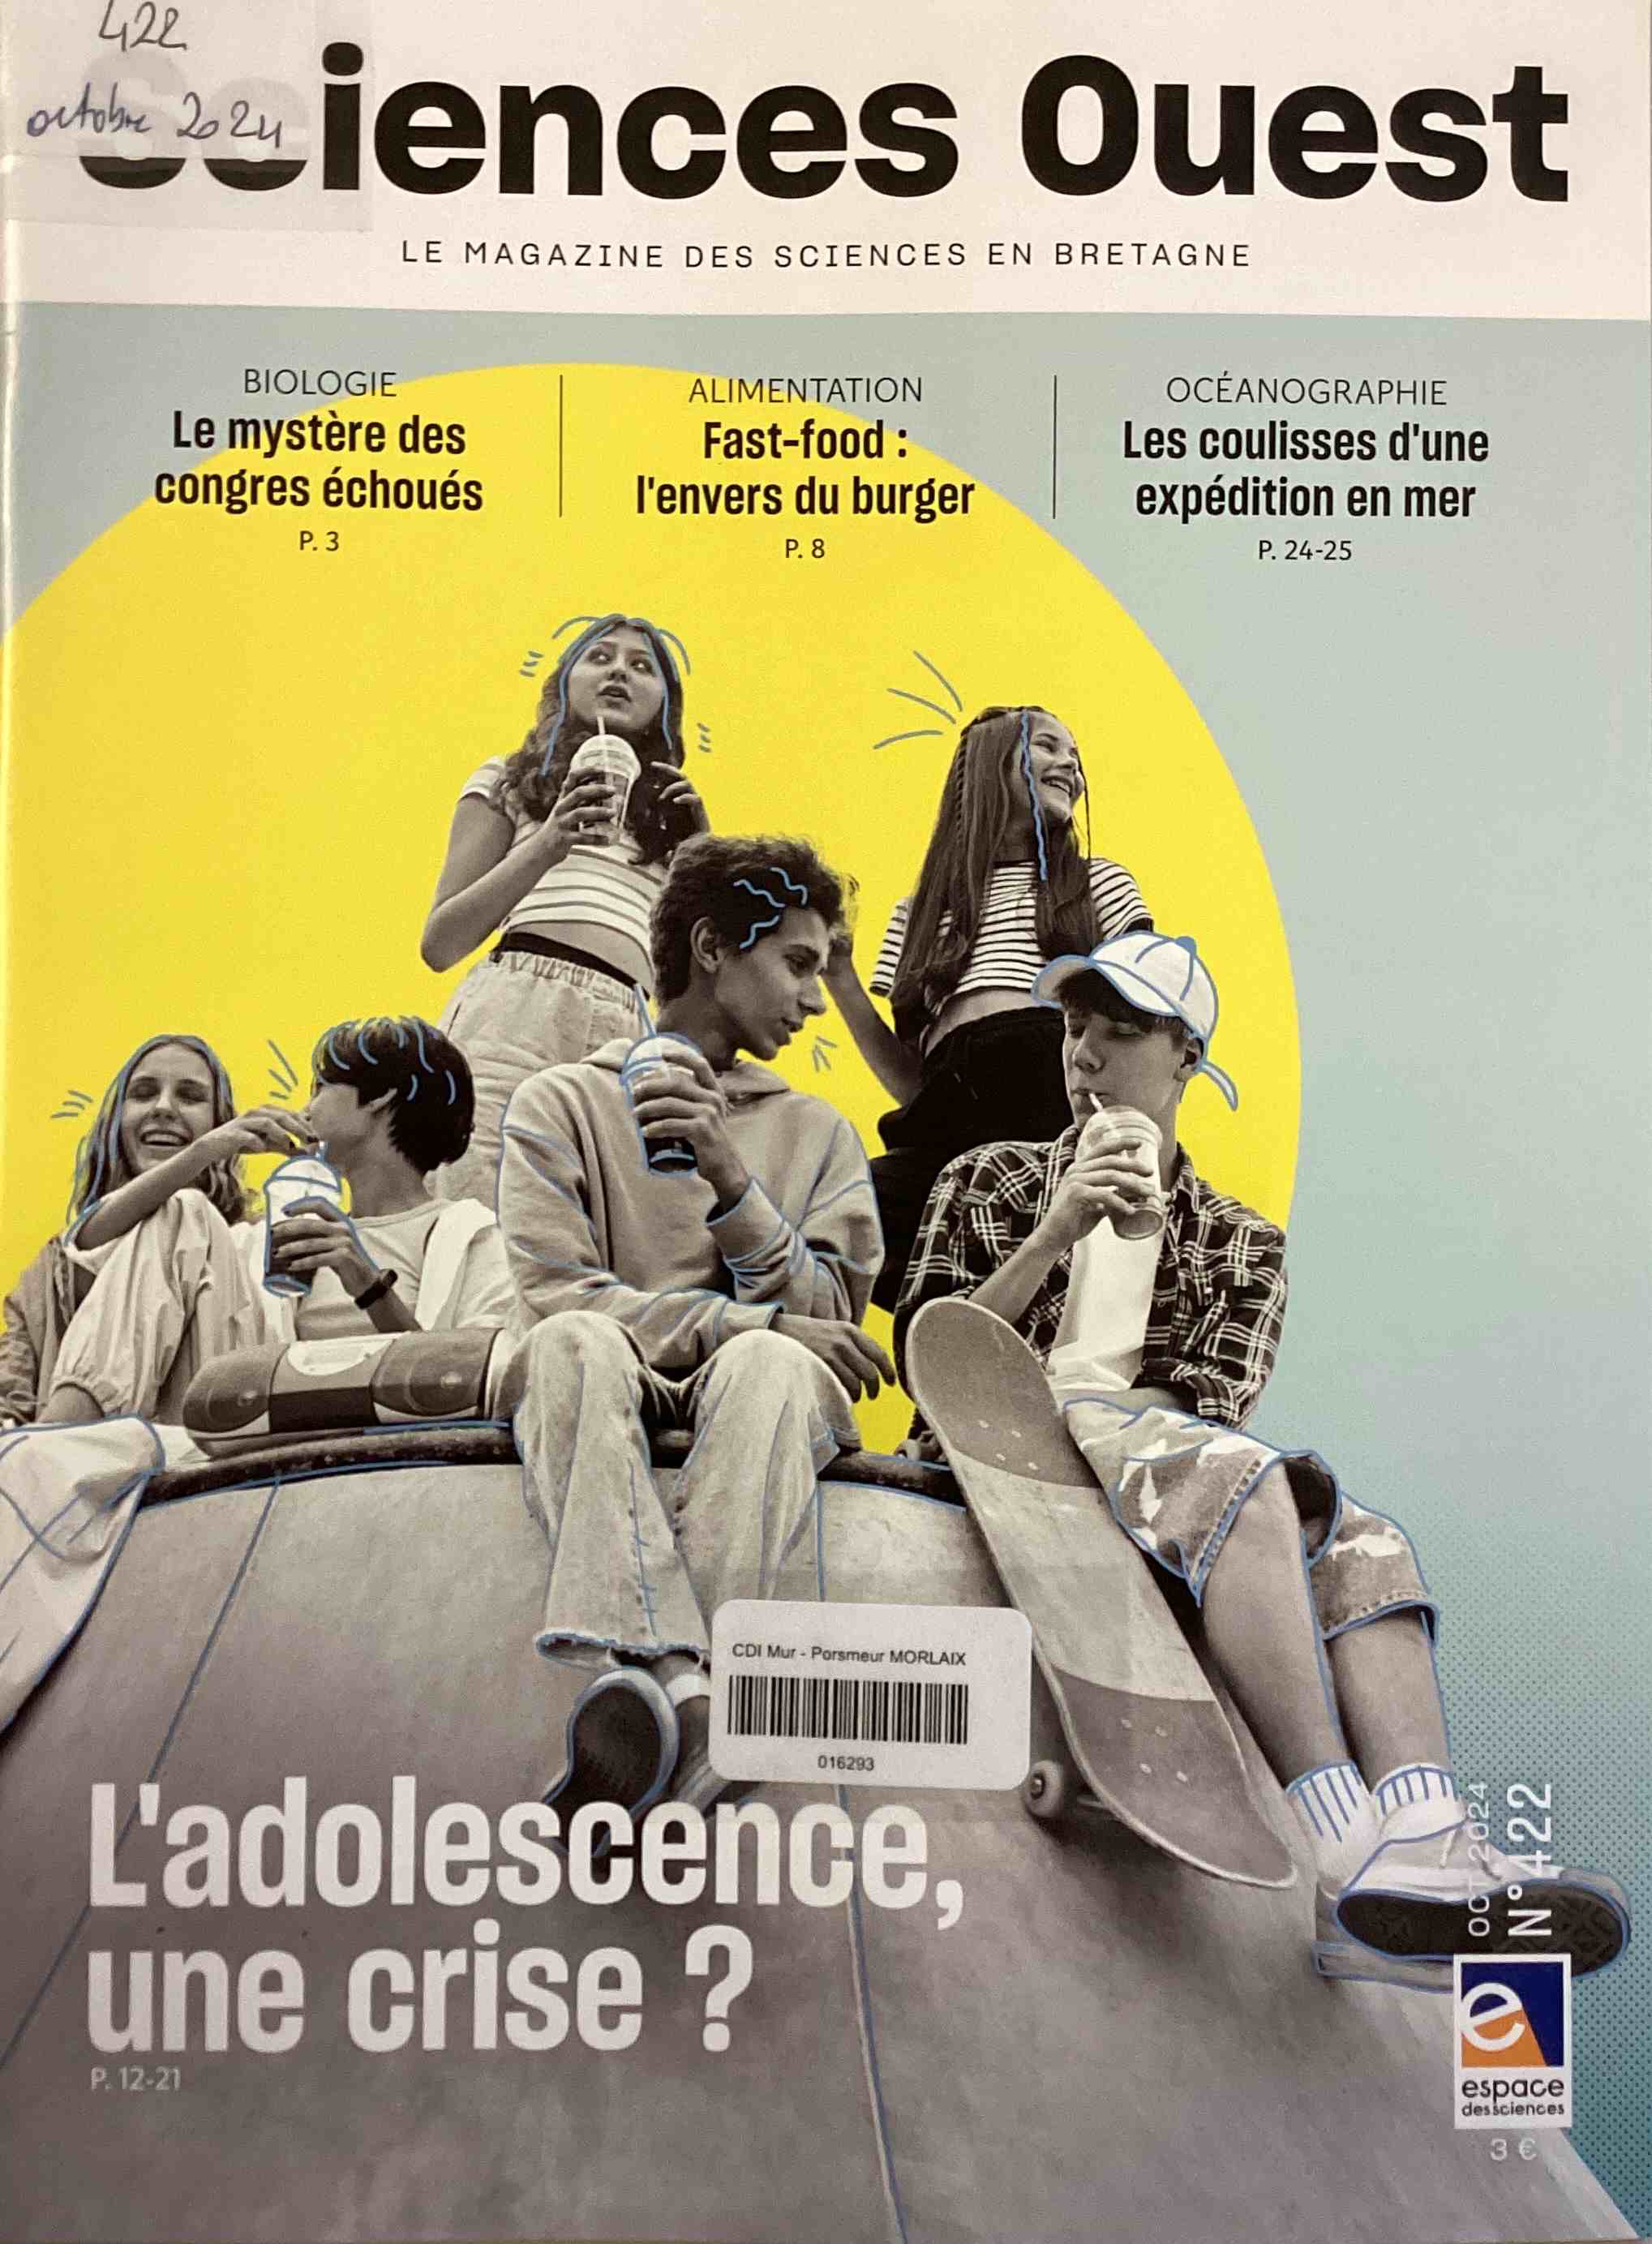 422
octobre 2024
Sciences Ouest
LE MAGAZINE DES SCIENCES EN BRETAGNE
BIOLOGIE
Le mystère des
congres échoués
P. 3
ALIMENTATION
Fast-food :
l'envers du burger
P. 8
OCÉANOGRAPHIE
Les coulisses d'une
expédition en mer
P. 24-25
CDI Mur - Porsmeur MORLAIX
016293
L'adolescence,
une crise ?
P. 12-21
OCT 2024
N° 422
e
espace
des sciences
3 €